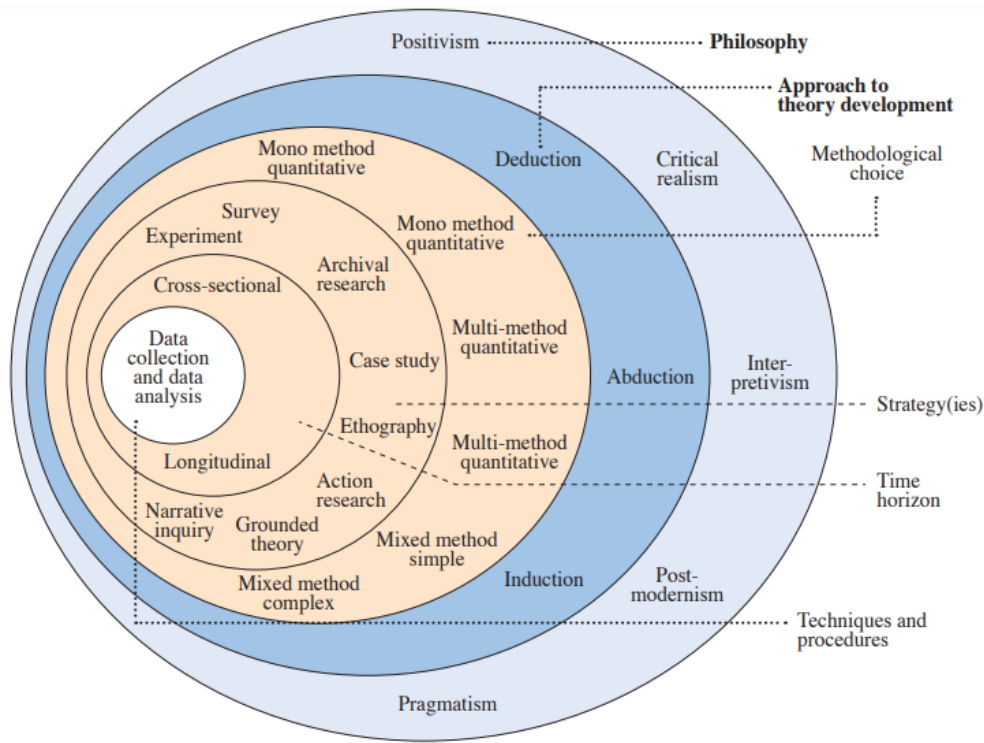 Positivism
Philosophy
Approach to
theory development
Mono method
quantitative
Deduction
Critical
realism
Methodological
choice
Survey
Experiment
Mono method
quantitative
Cross-sectional
Archival
research
Data
collection
and data
analysis
Case study
Multi-method
quantitative
Abduction
Inter-
pretivism
Strategy(ies)
Ethography
Multi-method
quantitative
Longitudinal
Time
horizon
Narrative
inquiry
Grounded
theory
Action
research
Mixed method
simple
Mixed method
complex
Induction
Post-
modernism
Techniques and
procedures
Pragmatism